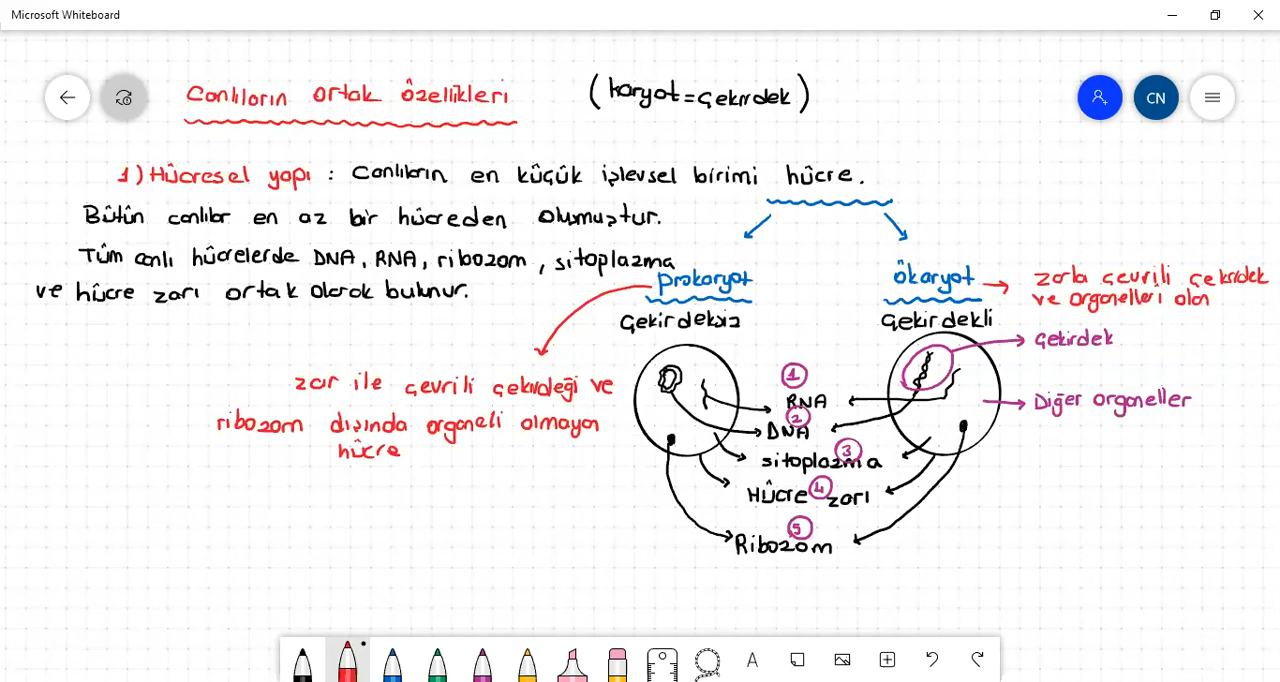 Microsoft Whiteboard
Canlıların ortak özellikleri (karyot=çekirdek)
CN
1) Hücresel yapı : Canlıların en küçük işlevsel birimi hücre.
Bütün canlılar en az bir hücreden oluşmuştur.
Tüm canlı hücrelerde DNA, RNA, ribozom, sitoplazma
ve hücre zarı ortak olarak bulunur.
prokaryot
Çekirdeksiz
ökaryot
Çekirdekli
zarla çevrili çekirdek
ve organelleri olan
çekirdek
Diğer organeller
zar ile çevrili çekirdeği ve
ribozom dışında organeli olmayan
hücre
1
RNA
2
DNA
3
sitoplazma
4
Hücre zarı
5
Ribozom
A